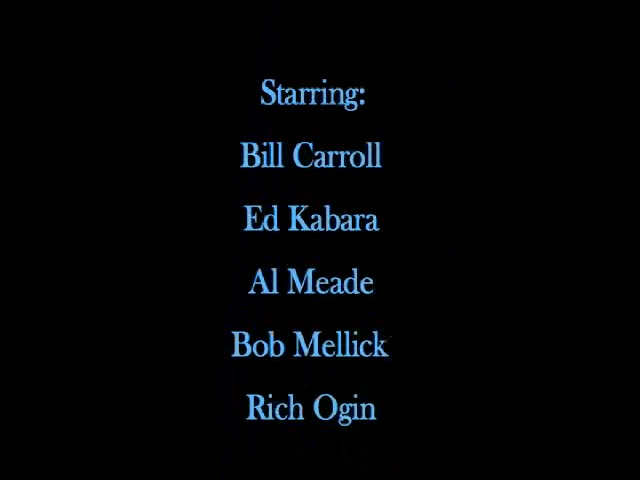 Starring:
Bill Carroll
Ed Kabara
Al Meade
Bob Mellick
Rich Ogin